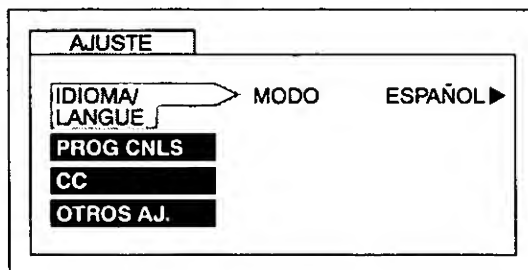 AJUSTE
IDIOMA/ MODO ESPAÑOL▶
LANGUE
PROG CNLS
CC
OTROS AJ.